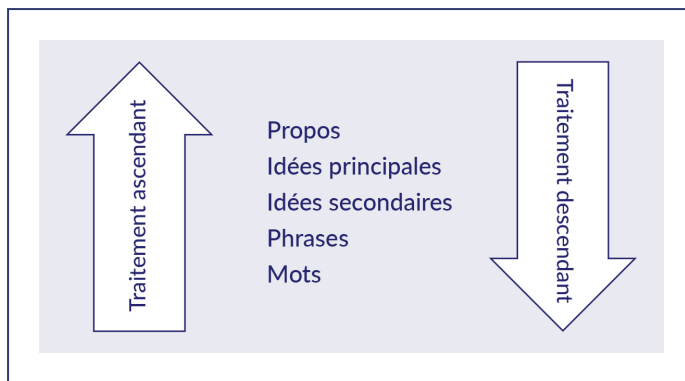 Traitement ascendant
Propos
Idées principales
Idées secondaires
Phrases
Mots
Traitement descendant